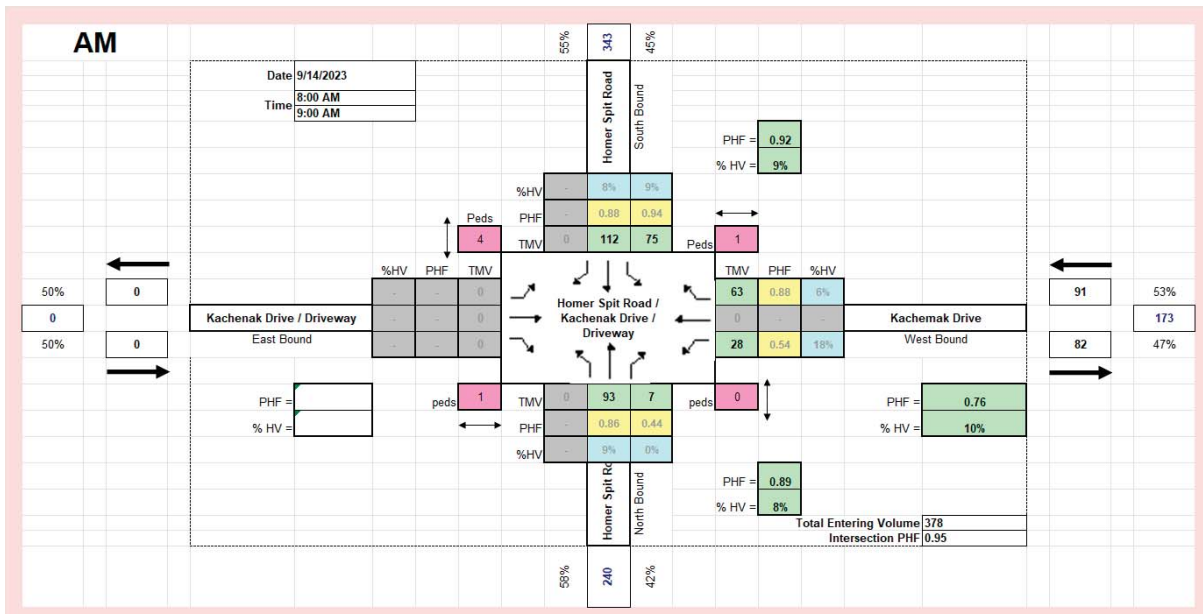 AM
55%
343
45%
Date 9/14/2023
Time 8:00 AM
9:00 AM
Homer Spit Road
South Bound
PHF = 0.92
% HV = 9%
%HV - 8% 9%
PHF - 0.88 0.94
TMV 0 112 75
Peds
4
Peds 1
%HV PHF TMV
TMV PHF %HV
- - 0
63 0.88 6%
50% 0
91 53%
0
Kachenak Drive / Driveway
- - 0
Homer Spit Road /
Kachenak Drive /
Driveway
0 - -
Kachemak Drive
173
50% 0
East Bound
- - 0
28 0.54 18%
West Bound
82 47%
PHF =
% HV =
peds 1
TMV 0 93 7
PHF - 0.86 0.44
%HV - 9% 0%
peds 0
PHF = 0.76
% HV = 10%
Homer Spit Ro
North Bound
PHF = 0.89
% HV = 8%
Total Entering Volume 378
Intersection PHF 0.95
58%
240
42%